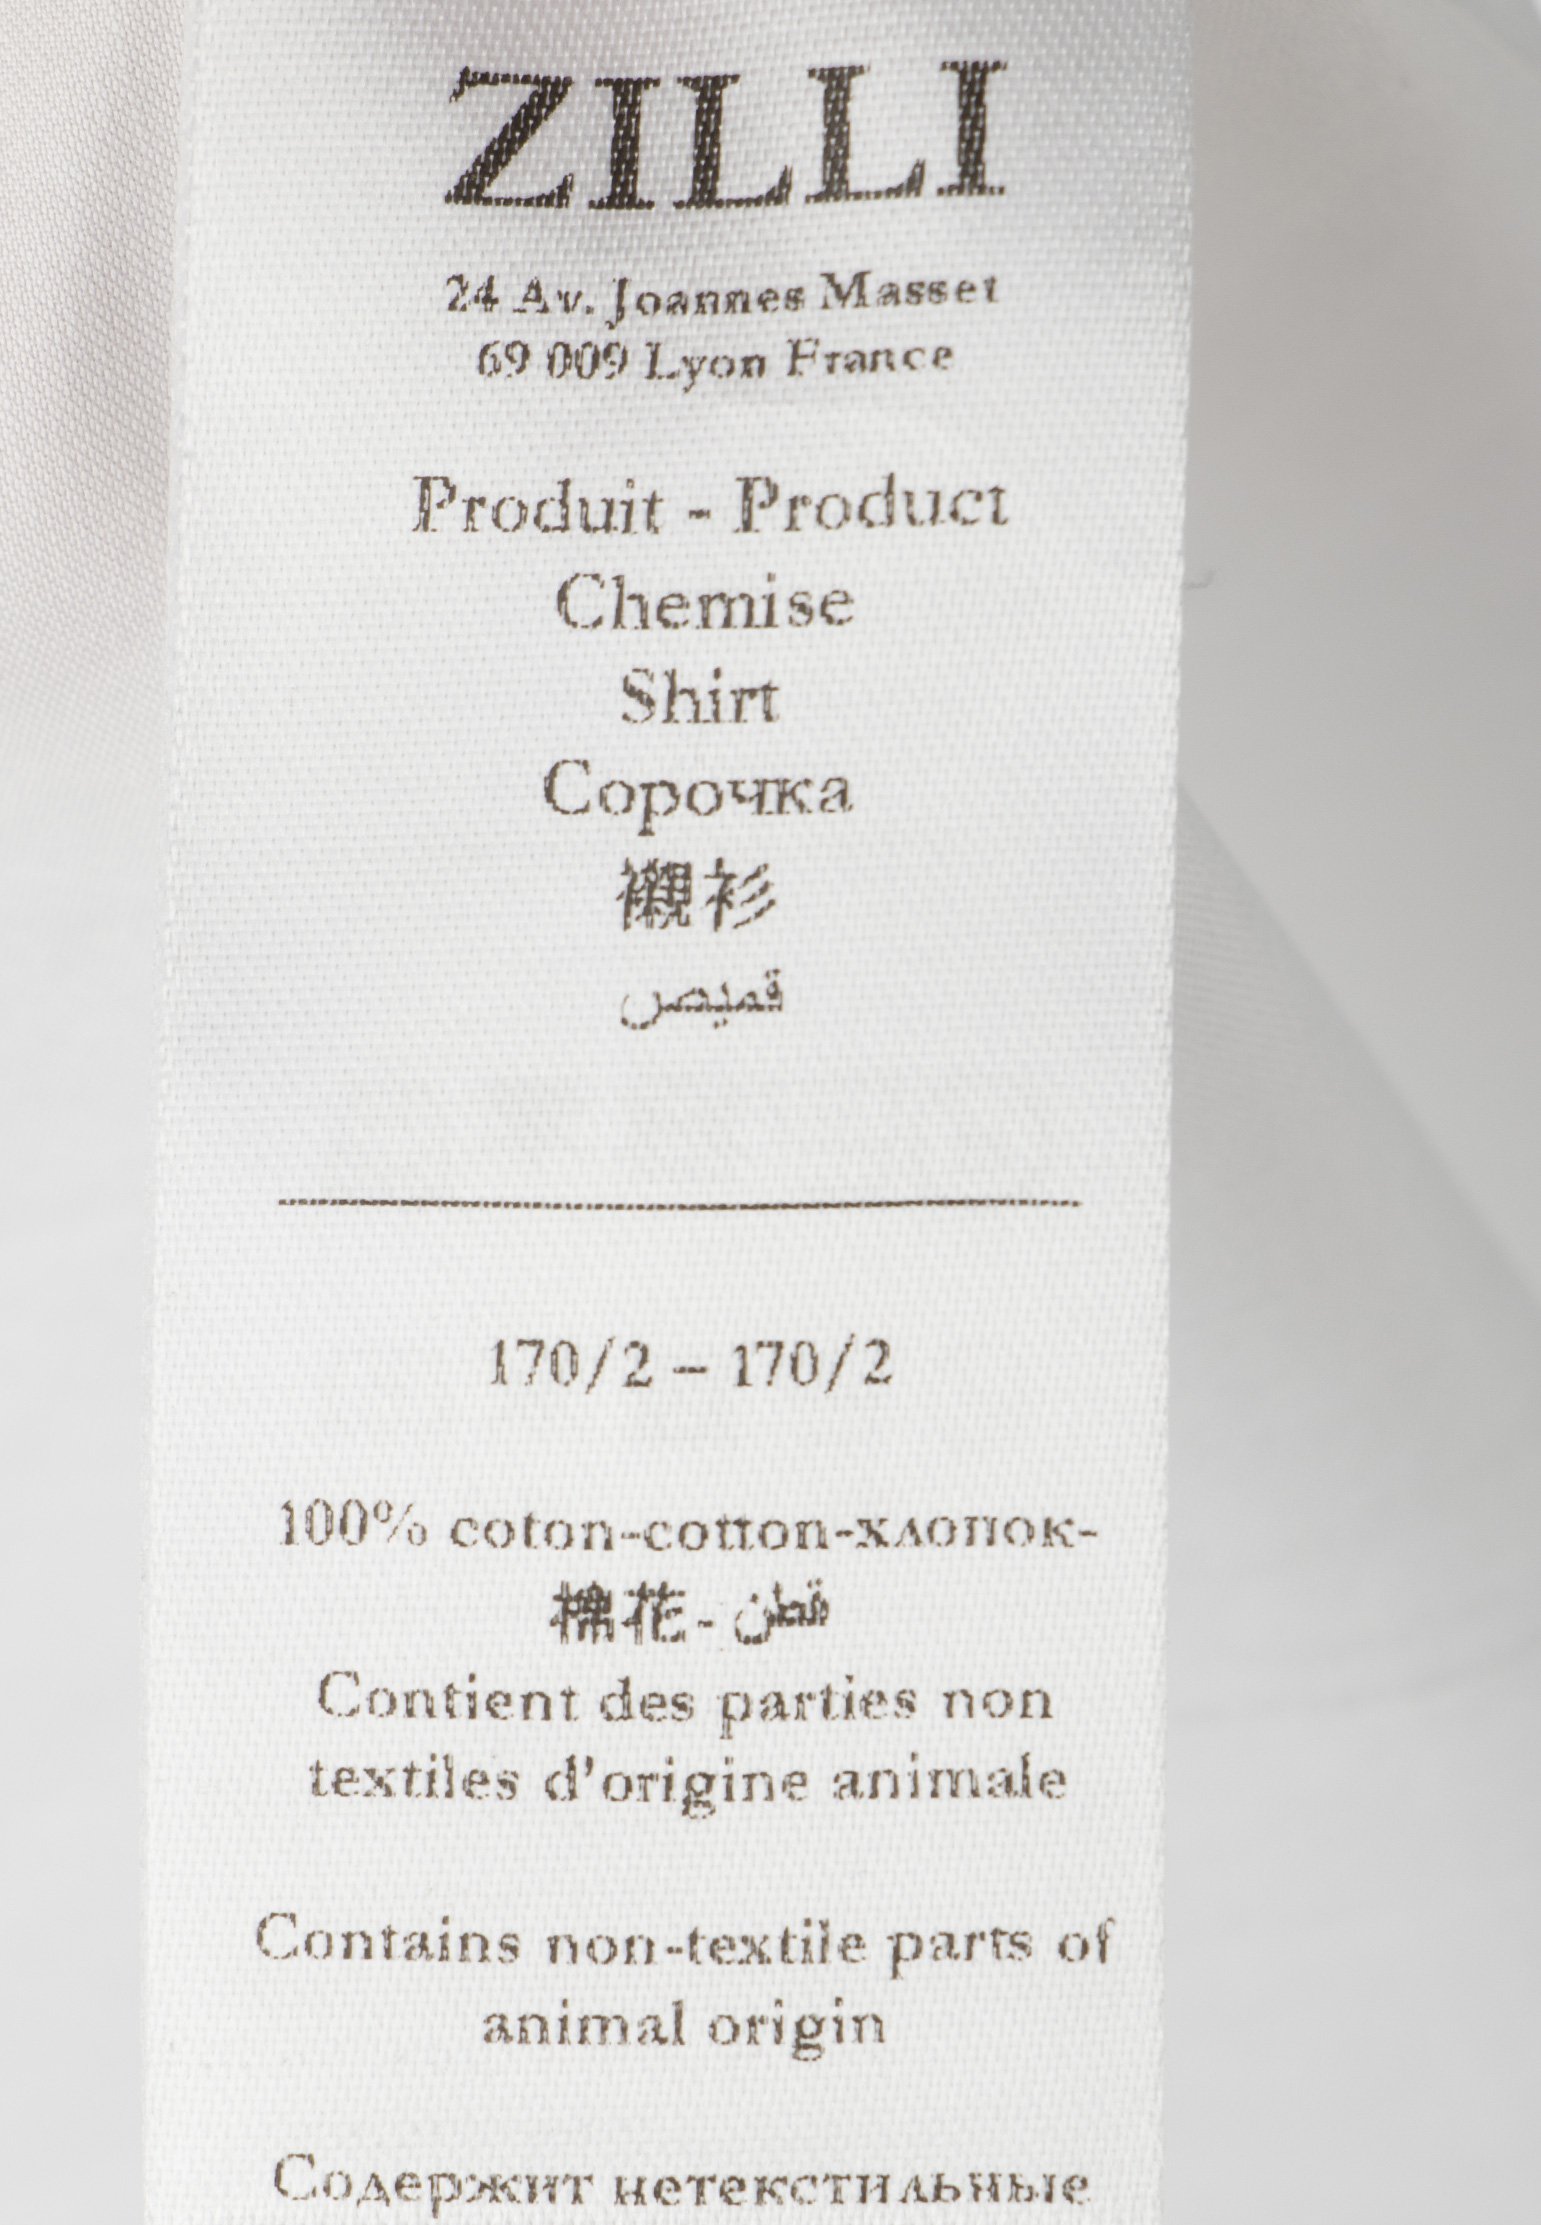 ZILLI
24 Av. Joannes Masset
69 009 Lyon France
Produit - Product
Chemise
Shirt
Сорочка
襯衫
قميص
170/2 – 170/2
100% coton-cotton-хлопок-
棉花- قطن
Contient des parties non
textiles d'origine animale
Contains non-textile parts of
animal origin
Содержит нетекстильные